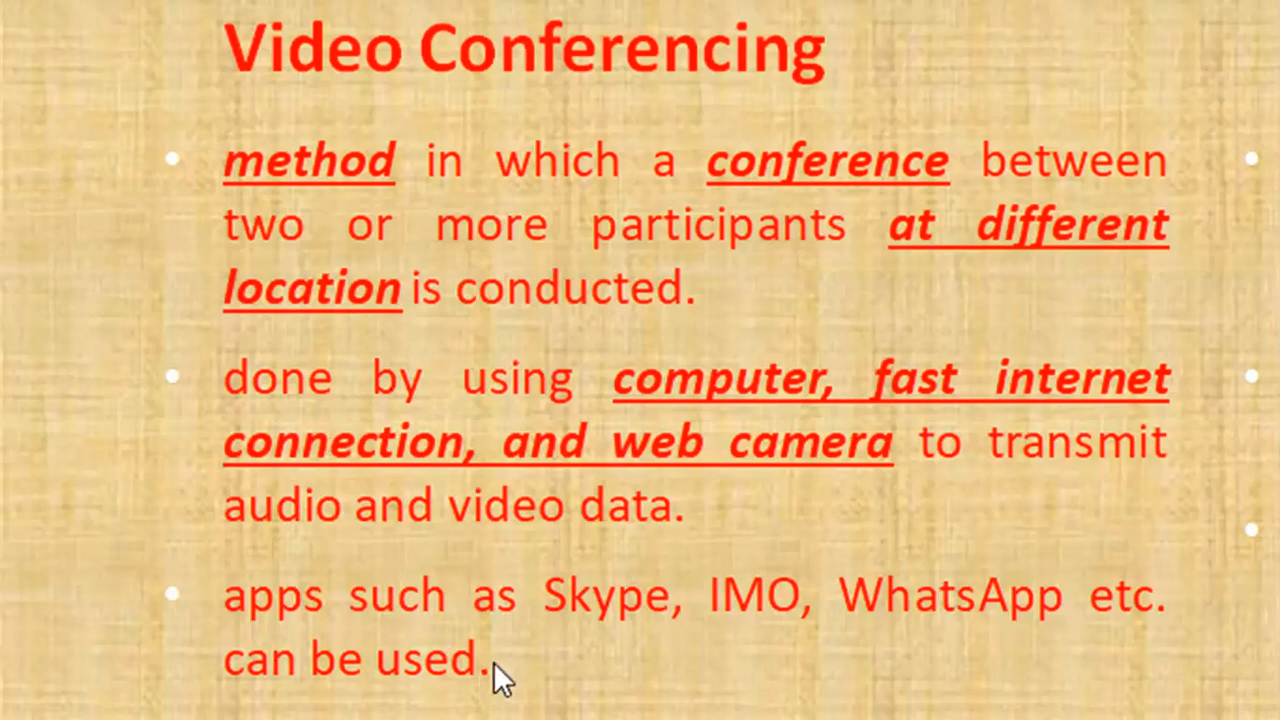 Video Conferencing
• method in which a conference between
two or more participants at different
location is conducted.
• done by using computer, fast internet
connection, and web camera to transmit
audio and video data.
• apps such as Skype, IMO, WhatsApp etc.
can be used.